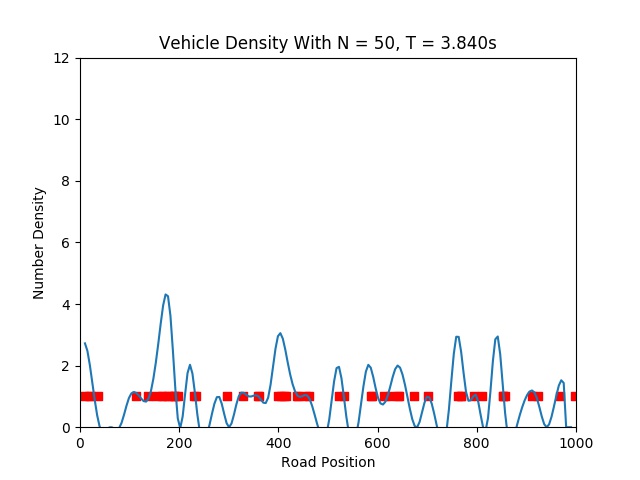 Vehicle Density With N = 50, T = 3.840s
12
10
8
6
4
2
0
Number Density
0 200 400 600 800 1000
Road Position